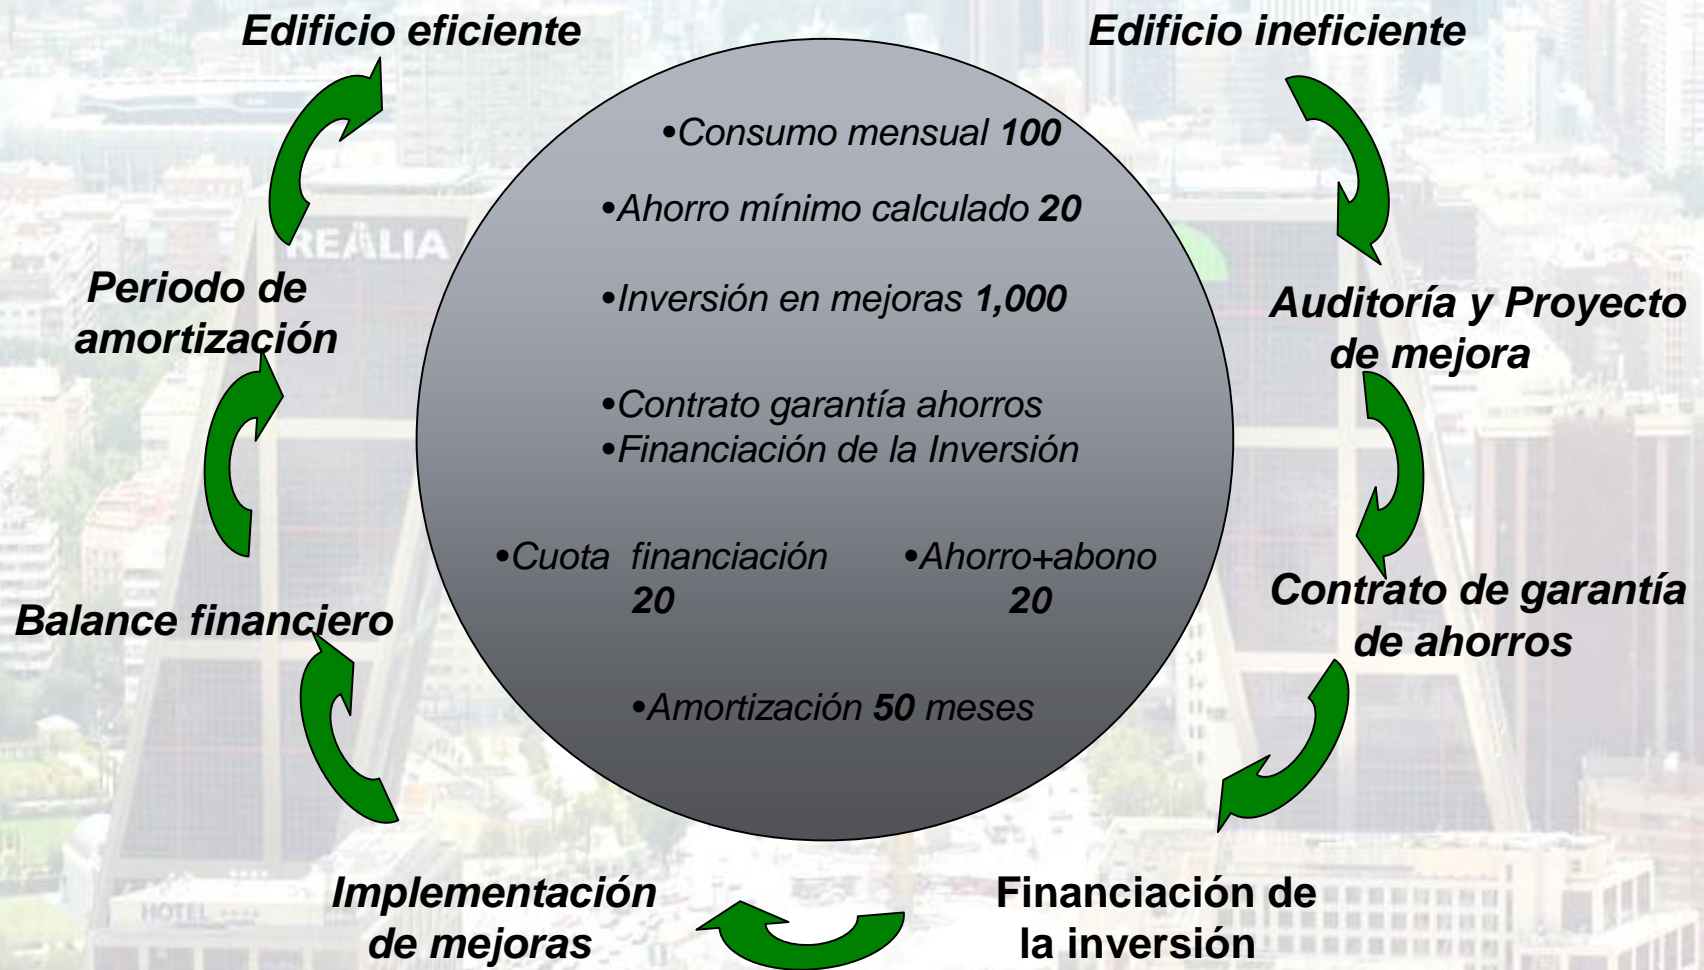 Edificio eficiente
Edificio ineficiente
•Consumo mensual 100
•Ahorro mínimo calculado 20
REALIA
Periodo de
amortización
•Inversión en mejoras 1,000
Auditoría y Proyecto
de mejora
•Contrato garantía ahorros
•Financiación de la Inversión
•Cuota financiación
20
•Ahorro+abono
20
Balance financiero
Contrato de garantía
de ahorros
•Amortización 50 meses
Implementación
de mejoras
Financiación de
la inversión
HOTEL ****